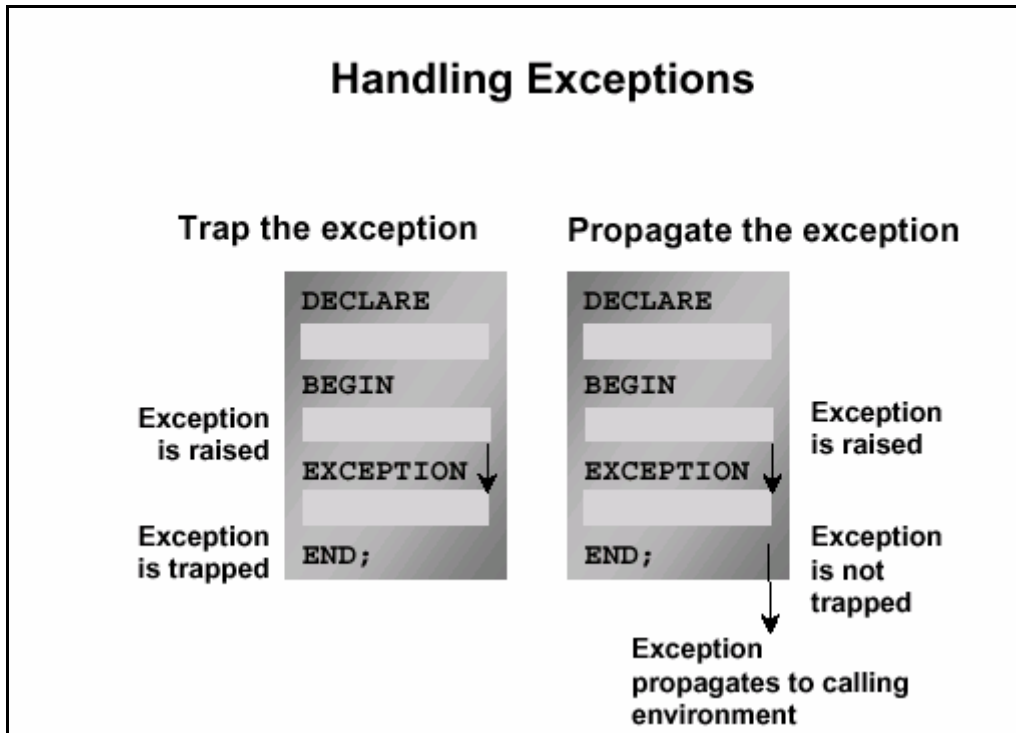 Handling Exceptions
Trap the exception
DECLARE
BEGIN
Exception
is raised
EXCEPTION
Exception
is trapped
END;
Propagate the exception
DECLARE
BEGIN
Exception
is raised
EXCEPTION
Exception
is not
trapped
END;
Exception
propagates to calling
environment